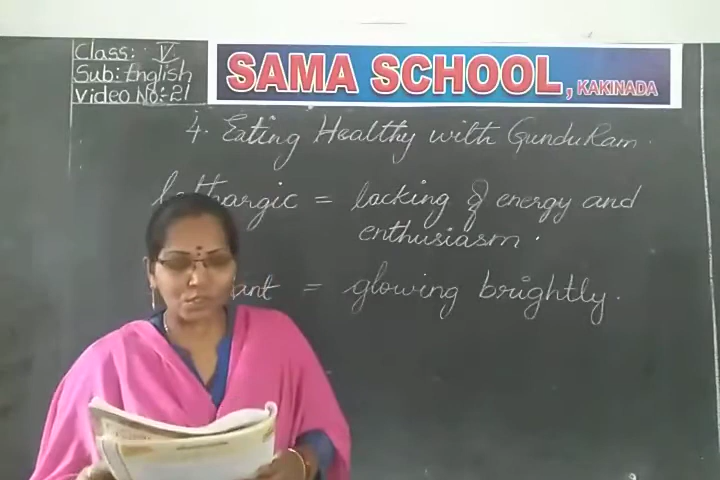 Class: V
Sub: English
Video No:-21
SAMA SCHOOL, KAKINADA
4. Eating Healthy with GunduRam.
= lacking of energy and
enthusiasm.
= glowing brightly.